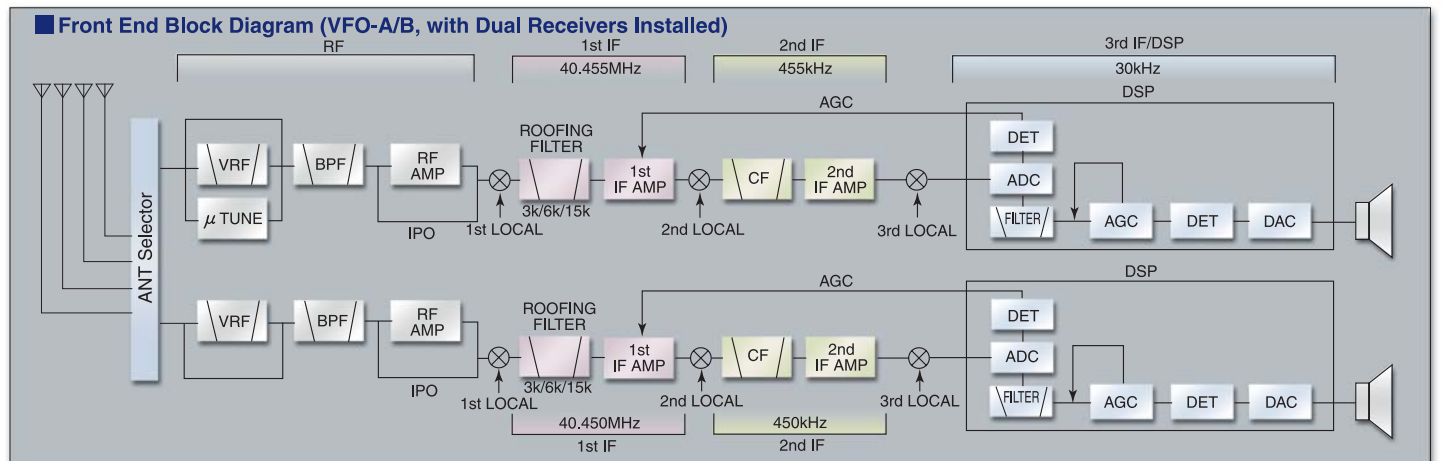 Front End Block Diagram (VFO-A/B, with Dual Receivers Installed)
RF
1st IF
2nd IF
3rd IF/DSP
40.455MHz
455kHz
30kHz
DSP
AGC
ROOFING
FILTER
DET
VRF
BPF
RF
AMP
1st
IF AMP
CF
2nd
IF AMP
ADC
μ TUNE
IPO
3k/6k/15k
1st LOCAL
2nd LOCAL
3rd LOCAL
FILTER
AGC
DET
DAC
ANT Selector
DSP
AGC
ROOFING
FILTER
DET
VRF
BPF
RF
AMP
1st
IF AMP
CF
2nd
IF AMP
ADC
IPO
3k/6k/15k
1st LOCAL
2nd LOCAL
3rd LOCAL
FILTER
AGC
DET
DAC
40.450MHz
450kHz
1st IF
2nd IF